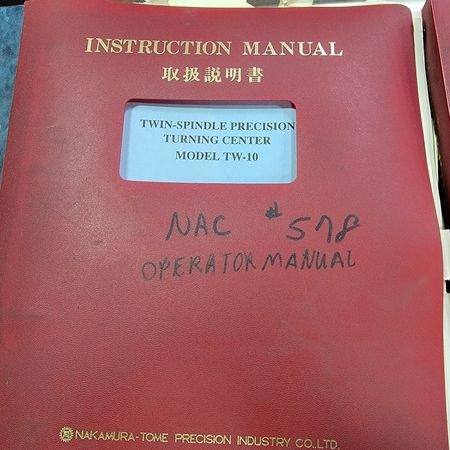 INSTRUCTION MANUAL
取扱説明書
TWIN-SPINDLE PRECISION
TURNING CENTER
MODEL TW-10
NAC #578
OPERATOR MANUAL
NAKAMURA-TOME PRECISION INDUSTRY CO.,LTD.